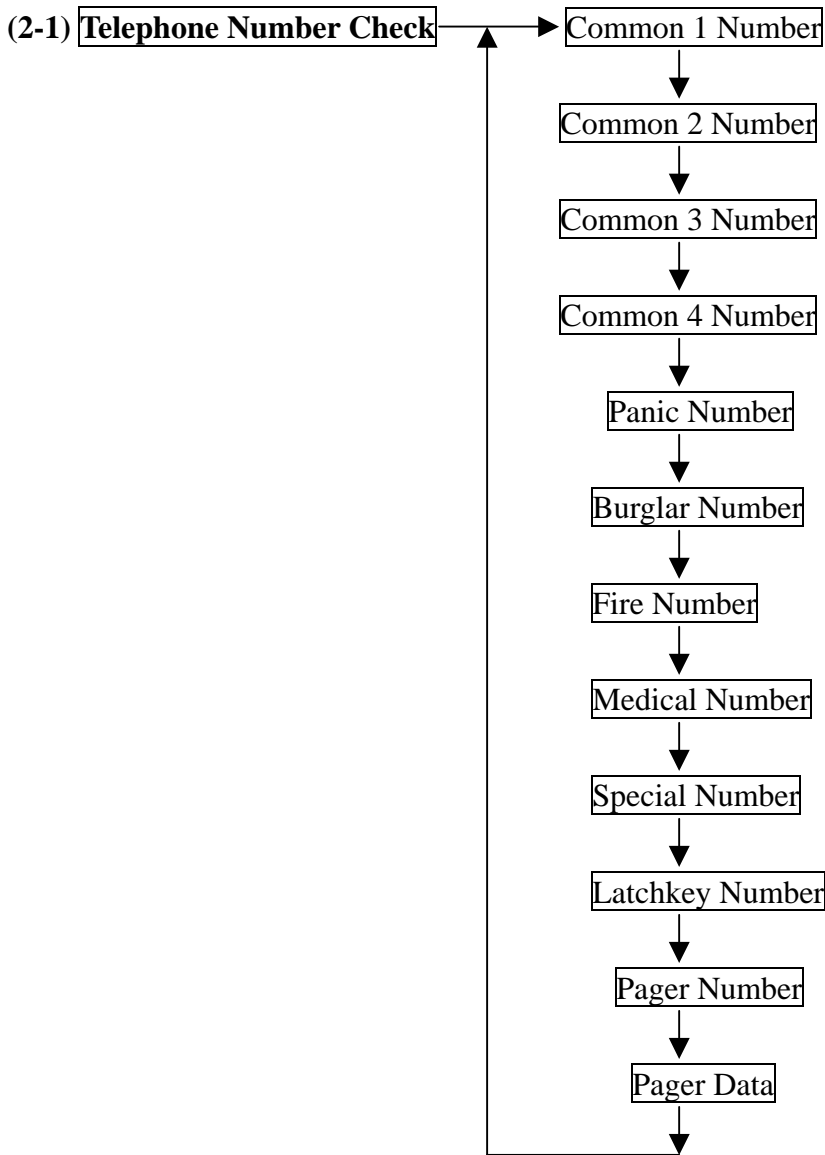 (2-1) Telephone Number Check Common 1 Number
Common 2 Number
Common 3 Number
Common 4 Number
Panic Number
Burglar Number
Fire Number
Medical Number
Special Number
Latchkey Number
Pager Number
Pager Data